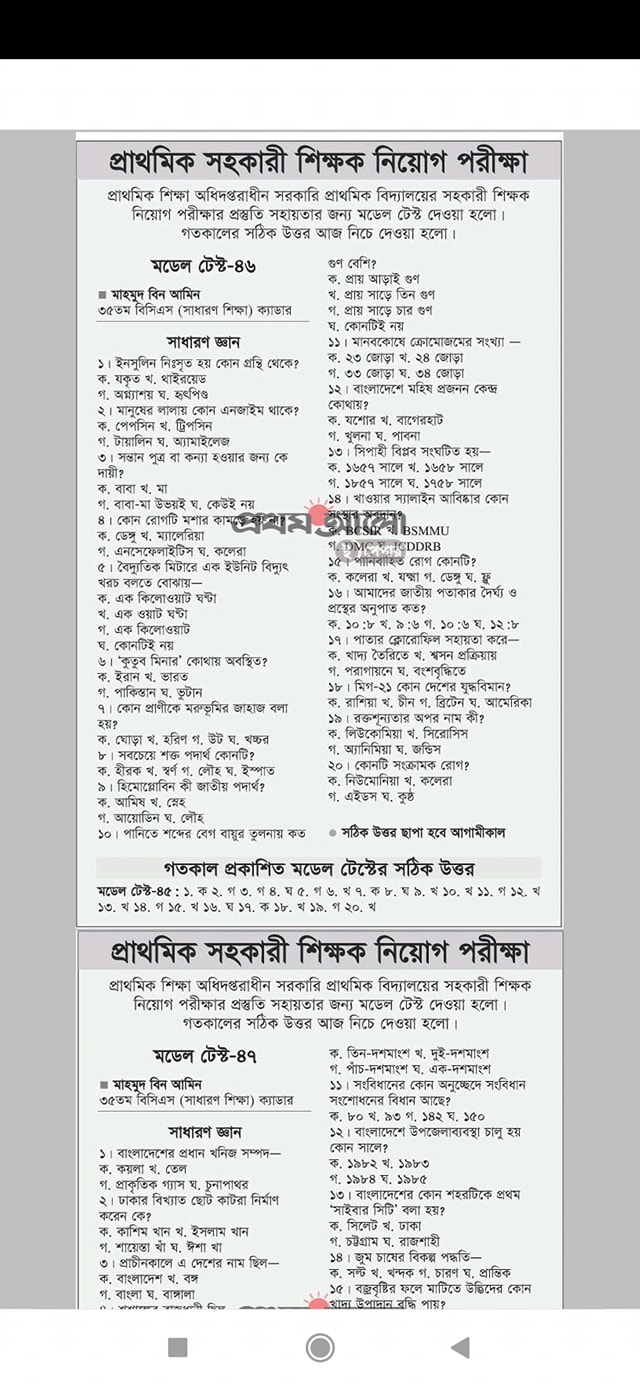 প্রাথমিক সহকারী শিক্ষক নিয়োগ পরীক্ষা
প্রাথমিক শিক্ষা অধিদপ্তরাধীন সরকারি প্রাথমিক বিদ্যালয়ের সহকারী শিক্ষক
নিয়োগ পরীক্ষার প্রস্তুতি সহায়তার জন্য মডেল টেস্ট দেওয়া হলো।
গতকালের সঠিক উত্তর আজ নিচে দেওয়া হলো।
মডেল টেস্ট-৪৬
মাহমুদ বিন আমিন
৩৫তম বিসিএস (সাধারণ শিক্ষা) ক্যাডার
সাধারণ জ্ঞান
১। ইনসুলিন নিঃসৃত হয় কোন গ্রন্থি থেকে?
ক. যকৃত খ. থাইরয়েড
গ. অগ্ন্যাশয় ঘ. হৃৎপিণ্ড
২। মানুষের লালায় কোন এনজাইম থাকে?
ক. পেপসিন খ. ট্রিপসিন
গ. টায়ালিন ঘ. অ্যামাইলেজ
৩। সন্তান পুত্র বা কন্যা হওয়ার জন্য কে
দায়ী?
ক. বাবা খ. মা
গ. বাবা-মা উভয়ই ঘ. কেউই নয়
৪। কোন রোগটি মশার কামড়ে হয় না?
ক. ডেঙ্গু খ. ম্যালেরিয়া
গ. এনসেফেলাইটিস ঘ. কলেরা
৫। বৈদ্যুতিক মিটারে এক ইউনিট বিদ্যুৎ
খরচ বলতে বোঝায়—
ক. এক কিলোওয়াট ঘন্টা
খ. এক ওয়াট ঘন্টা
গ. এক কিলোওয়াট
ঘ. কোনটিই নয়
৬। ‘কুতুব মিনার’ কোথায় অবস্থিত?
ক. ইরান খ. ভারত
গ. পাকিস্তান ঘ. ভুটান
৭। কোন প্রাণীকে মরুভূমির জাহাজ বলা
হয়?
ক. ঘোড়া খ. হরিণ গ. উট ঘ. খচ্চর
৮। সবচেয়ে শক্ত পদার্থ কোনটি?
ক. হীরক খ. স্বর্ণ গ. লৌহ ঘ. ইস্পাত
৯। হিমোগ্লোবিন কী জাতীয় পদার্থ?
ক. আমিষ খ. স্নেহ
গ. আয়োডিন ঘ. লৌহ
১০। পানিতে শব্দের বেগ বায়ুর তুলনায় কত
গুণ বেশি?
ক. প্রায় আড়াই গুণ
খ. প্রায় সাড়ে তিন গুণ
গ. প্রায় সাড়ে চার গুণ
ঘ. কোনটিই নয়
১১। মানবকোষে ক্রোমোজমের সংখ্যা —
ক. ২৩ জোড়া খ. ২৪ জোড়া
গ. ৩৩ জোড়া ঘ. ৩৪ জোড়া
১২। বাংলাদেশে মহিষ প্রজনন কেন্দ্র
কোথায়?
ক. যশোর খ. বাগেরহাট
গ. খুলনা ঘ. পাবনা
১৩। সিপাহী বিপ্লব সংঘটিত হয়—
ক. ১৬৫৭ সালে খ. ১৬৫৮ সালে
গ. ১৮৫৭ সালে ঘ. ১৭৫৮ সালে
১৪। খাওয়ার স্যালাইন আবিষ্কার কোন
সংস্থার অবদান?
ক. BCSIR খ. BSMMU
গ. DMC ঘ. ICDDRB
১৫। পানিবাহিত রোগ কোনটি?
ক. কলেরা খ. যক্ষ্মা গ. ডেঙ্গু ঘ. ফ্লু
১৬। আমাদের জাতীয় পতাকার দৈর্ঘ্য ও
প্রস্থের অনুপাত কত?
ক. ১০:৮ খ. ৯:৬ গ. ১০:৬ ঘ. ১২:৮
১৭। পাতার ক্লোরোফিল সহায়তা করে—
ক. খাদ্য তৈরিতে খ. শ্বসন প্রক্রিয়ায়
গ. পরাগায়নে ঘ. বংশবৃদ্ধিতে
১৮। মিগ-২১ কোন দেশের যুদ্ধবিমান?
ক. রাশিয়া খ. চীন গ. ব্রিটেন ঘ. আমেরিকা
১৯। রক্তশূন্যতার অপর নাম কী?
ক. লিউকোমিয়া খ. সিরোসিস
গ. অ্যানিমিয়া ঘ. জন্ডিস
২০। কোনটি সংক্রামক রোগ?
ক. নিউমোনিয়া খ. কলেরা
গ. এইডস ঘ. কুষ্ঠ
সঠিক উত্তর ছাপা হবে আগামীকাল
প্রথম আলো
গতকাল প্রকাশিত মডেল টেস্টের সঠিক উত্তর
মডেল টেস্ট-৪৫ : ১. ক ২. গ ৩. গ ৪. ঘ ৫. গ ৬. খ ৭. ক ৮. ঘ ৯. খ ১০. খ ১১. গ ১২. খ
১৩. খ ১৪. গ ১৫. খ ১৬. ঘ ১৭. ক ১৮. খ ১৯. গ ২০. খ
প্রাথমিক সহকারী শিক্ষক নিয়োগ পরীক্ষা
প্রাথমিক শিক্ষা অধিদপ্তরাধীন সরকারি প্রাথমিক বিদ্যালয়ের সহকারী শিক্ষক
নিয়োগ পরীক্ষার প্রস্তুতি সহায়তার জন্য মডেল টেস্ট দেওয়া হলো।
গতকালের সঠিক উত্তর আজ নিচে দেওয়া হলো।
মডেল টেস্ট-৪৭
মাহমুদ বিন আমিন
৩৫তম বিসিএস (সাধারণ শিক্ষা) ক্যাডার
সাধারণ জ্ঞান
১। বাংলাদেশের প্রধান খনিজ সম্পদ—
ক. কয়লা খ. তেল
গ. প্রাকৃতিক গ্যাস ঘ. চুনাপাথর
২। ঢাকার বিখ্যাত ছোট কাটরা নির্মাণ
করেন কে?
ক. কাশিম খান খ. ইসলাম খান
গ. শায়েস্তা খাঁ ঘ. ঈশা খা
৩। প্রাচীনকালে এ দেশের নাম ছিল—
ক. বাংলাদেশ খ. বঙ্গ
গ. বাংলা ঘ. বাঙ্গালা
ক. তিন-দশমাংশ খ. দুই-দশমাংশ
গ. পাঁচ-দশমাংশ ঘ. এক-দশমাংশ
১১। সংবিধানের কোন অনুচ্ছেদে সংবিধান
সংশোধনের বিধান আছে?
ক. ৮০ খ. ৯৩ গ. ১৪২ ঘ. ১৫০
১২। বাংলাদেশে উপজেলাব্যবস্থা চালু হয়
কোন সালে?
ক. ১৯৮২ খ. ১৯৮৩
গ. ১৯৮৪ ঘ. ১৯৮৫
১৩। বাংলাদেশের কোন শহরটিকে প্রথম
‘সাইবার সিটি’ বলা হয়?
ক. সিলেট খ. ঢাকা
গ. চট্টগ্রাম ঘ. রাজশাহী
১৪। জুম চাষের বিকল্প পদ্ধতি—
ক. সল্ট খ. খন্দক গ. চারণ ঘ. প্রান্তিক
১৫। বজ্রবৃষ্টির ফলে মাটিতে উদ্ভিদের কোন
খাদ্য উপাদান বৃদ্ধি পায়?